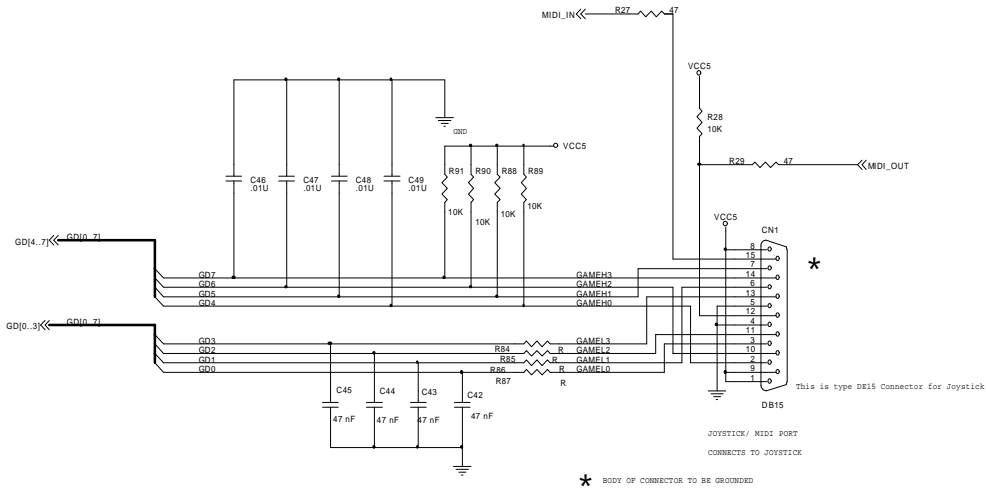 MIDI_IN
R27 47
VCC5
R28
10K
R29 47
MIDI_OUT
GND
VCC5
C46
.01U
C47
.01U
C48
.01U
C49
.01U
R91
R90
R88
R89
10K
10K
10K
10K
VCC5
CN1
GD[4..7] GD[0..7]
GD7 GAMEH3
GD6 GAMEH2
GD5 GAMEH1
GD4 GAMEH0
GD[0..3] GD[0..7]
GD3 GAMEL3
GD2 R84 R GAMEL2
GD1 R85 R GAMEL1
GD0 R86 R GAMEL0
R87 R
8
15
7
14
6
13
5
12
4
11
3
10
2
9
1
DB15
*
This is type DE15 Connector for Joystick
C45
47 nF
C44
47 nF
C43
47 nF
C42
47 nF
JOYSTICK/ MIDI PORT
CONNECTS TO JOYSTICK
* BODY OF CONNECTOR TO BE GROUNDED